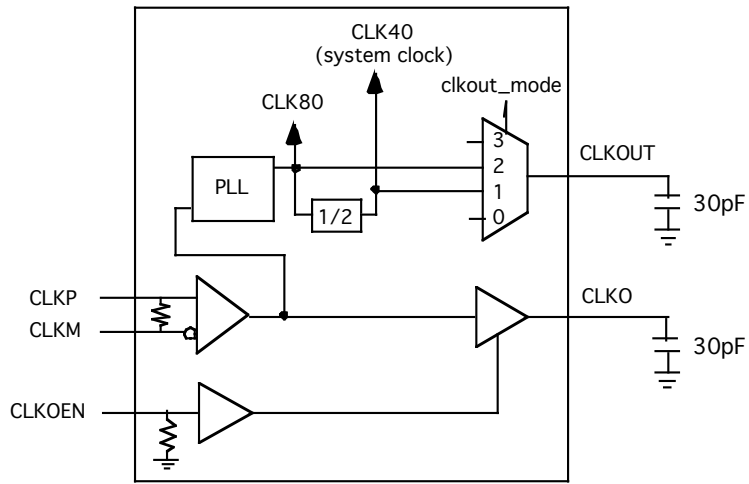 CLK40
(system clock)
CLK80
clkout_mode
3
2
1
0
PLL
1/2
CLKOUT
30pF
CLKP
CLKM
CLKO
30pF
CLKOEN